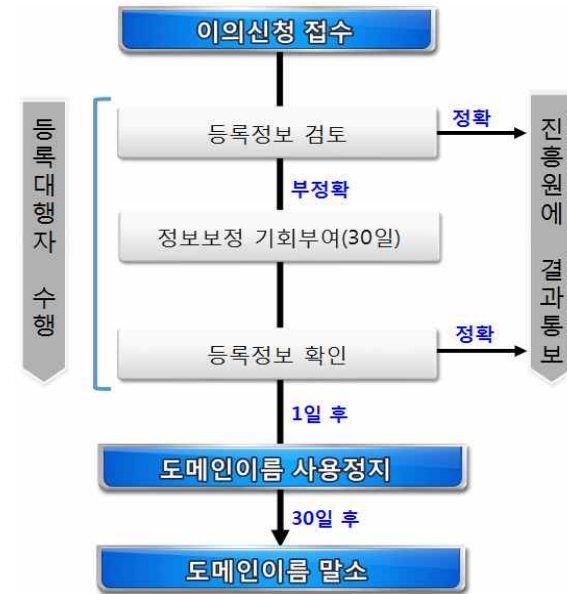 이의신청 접수
등록대행자 수행
등록정보 검토
정확
진흥원에 결과통보
부정확
정보보정 기회부여(30일)
등록정보 확인
정확
1일 후
도메인이름 사용정지
30일 후
도메인이름 말소